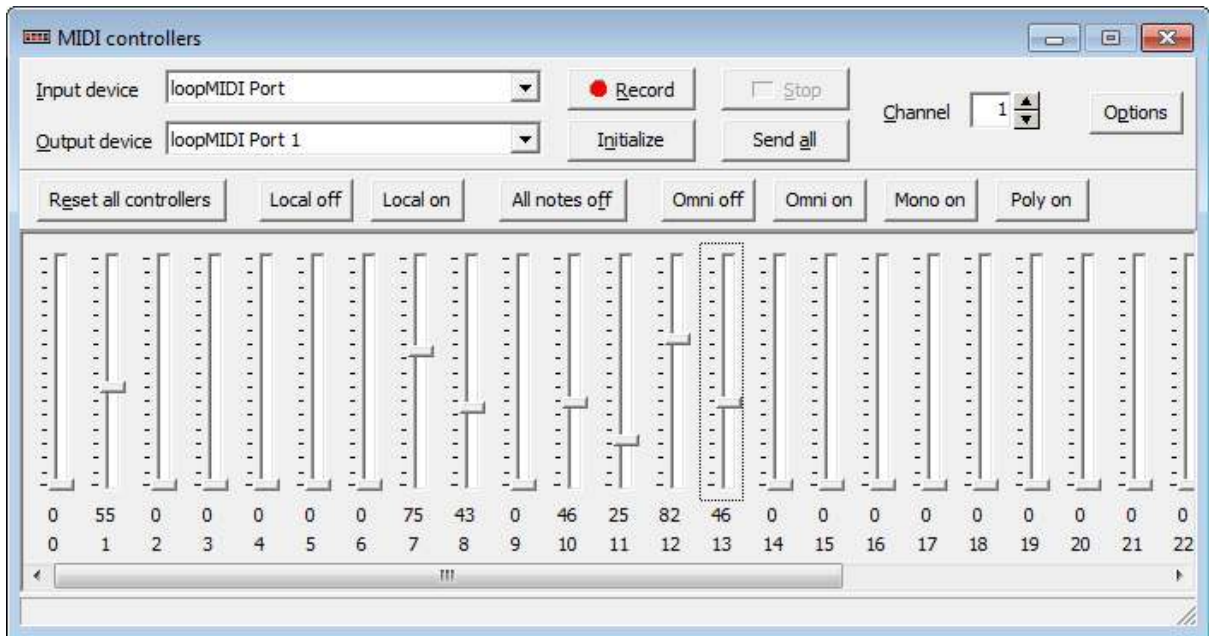 MIDI controllers
Input device loopMIDI Port Record Stop
Channel 1 Options
Output device loopMIDI Port 1 Initialize Send all
Reset all controllers Local off Local on All notes off Omni off Omni on Mono on Poly on
0 55 0 0 0 0 0 75 43 0 46 25 82 46 0 0 0 0 0 0 0 0 0
0 1 2 3 4 5 6 7 8 9 10 11 12 13 14 15 16 17 18 19 20 21 22